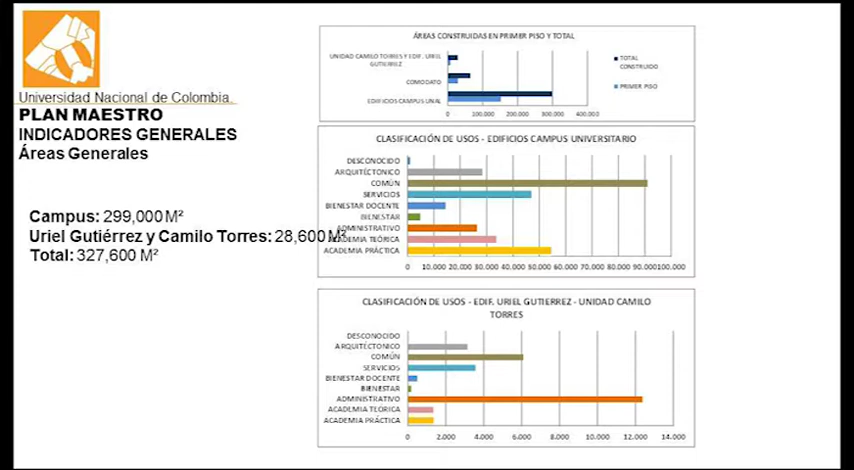 Universidad Nacional de Colombia.
PLAN MAESTRO
INDICADORES GENERALES
Áreas Generales
Campus: 299,000 M²
Uriel Gutiérrez y Camilo Torres: 28,600 M²
Total: 327,600 M²
ÁREAS CONSTRUIDAS EN PRIMER PISO Y TOTAL
UNIDAD CAMILO TORRES Y EDIF. URIEL
GUTIERREZ
COMODATO
EDIFICIOS CAMPUS UNAL
TOTAL
CONSTRUIDO
PRIMER PISO
0 100.000 200.000 300.000 400.000
CLASIFICACIÓN DE USOS - EDIFICIOS CAMPUS UNIVERSITARIO
DESCONOCIDO
ARQUITÉCTONICO
COMÚN
SERVICIOS
BIENESTAR DOCENTE
BIENESTAR
ADMINISTRATIVO
ACADEMIA TEÓRICA
ACADEMIA PRÁCTICA
0 10.000 20.000 30.000 40.000 50.000 60.000 70.000 80.000 90.000 100.000
CLASIFICACIÓN DE USOS - EDIF. URIEL GUTIERREZ - UNIDAD CAMILO
TORRES
DESCONOCIDO
ARQUITÉCTONICO
COMÚN
SERVICIOS
BIENESTAR DOCENTE
BIENESTAR
ADMINISTRATIVO
ACADEMIA TEÓRICA
ACADEMIA PRÁCTICA
0 2.000 4.000 6.000 8.000 10.000 12.000 14.000